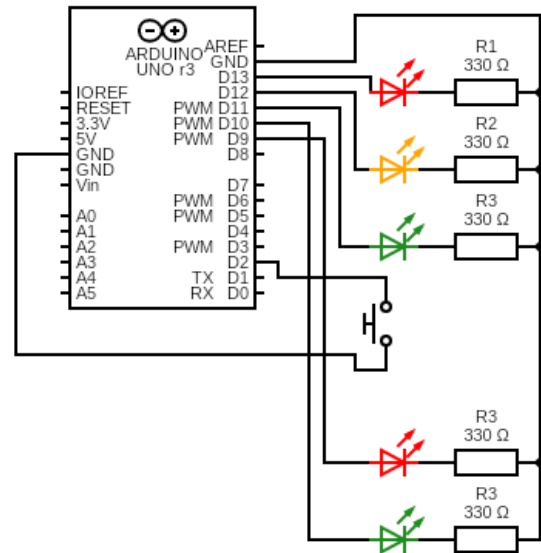 ARDUINO
UNO r3
AREF
GND
D13
D12
IOREF
RESET
PWM D11
3.3V
PWM D10
5V
PWM D9
GND
D8
GND
Vin
D7
PWM D6
A0
PWM D5
A1
D4
A2
PWM D3
A3
D2
A4
TX D1
A5
RX D0
R1
330 Ω
R2
330 Ω
R3
330 Ω
R3
330 Ω
R3
330 Ω